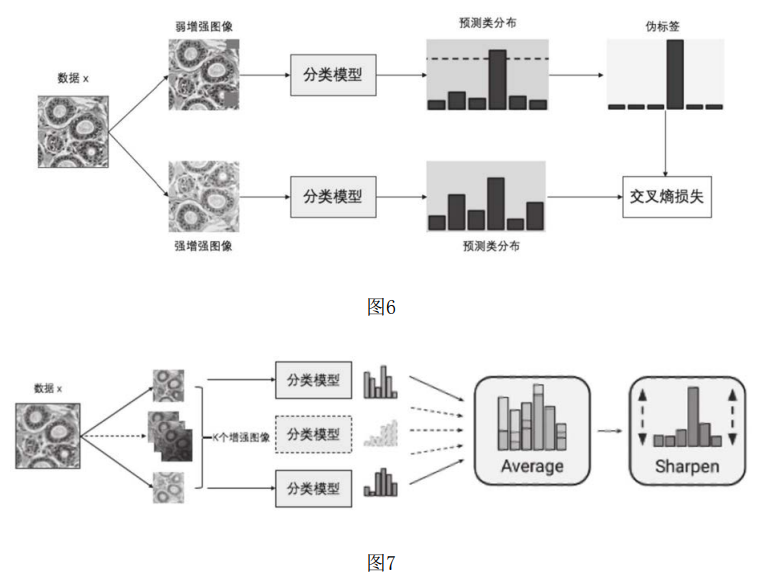 弱增强图像
预测类分布
伪标签
数据 x
分类模型
分类模型
交叉熵损失
强增强图像
预测类分布
图6
数据 x
分类模型
K个增强图像
分类模型
分类模型
Average
Sharpen
图7